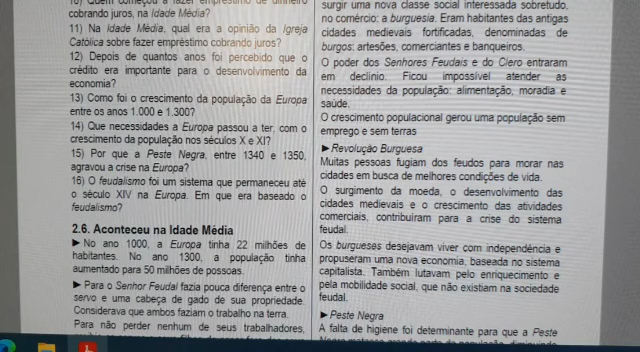 10) Quem começou a fazer empréstimo de dinheiro
cobrando juros, na Idade Média?
11) Na Idade Média, qual era a opinião da Igreja
Católica sobre fazer empréstimo cobrando juros?
12) Depois de quantos anos foi percebido que o
crédito era importante para o desenvolvimento da
economia?
13) Como foi o crescimento da população da Europa
entre os anos 1.000 e 1.300?
14) Que necessidades a Europa passou a ter, com o
crescimento da população nos séculos X e XI?
15) Por que a Peste Negra, entre 1340 e 1350,
agravou a crise na Europa?
16) O feudalismo foi um sistema que permaneceu até
o século XIV na Europa. Em que era baseado o
feudalismo?
2.6. Aconteceu na Idade Média
►No ano 1000, a Europa tinha 22 milhões de
habitantes. No ano 1300, a população tinha
aumentado para 50 milhões de pessoas.
►Para o Senhor Feudal fazia pouca diferença entre o
servo e uma cabeça de gado de sua propriedade.
Considerava que ambos faziam o trabalho na terra.
Para não perder nenhum de seus trabalhadores,
surgir uma nova classe social interessada sobretudo,
no comércio: a burguesia. Eram habitantes das antigas
cidades medievais fortificadas, denominadas de
burgos: artesões, comerciantes e banqueiros.
O poder dos Senhores Feudais e do Clero entraram
em declinio. Ficou impossível atender as
necessidades da população: alimentação, moradia e
saúde.
O crescimento populacional gerou uma população sem
emprego e sem terras
►Revolução Burguesa
Muitas pessoas fugiam dos feudos para morar nas
cidades em busca de melhores condições de vida.
O surgimento da moeda, o desenvolvimento das
cidades medievais e o crescimento das atividades
comerciais, contribuiram para a crise do sistema
feudal.
Os burgueses desejavam viver com independência e
propuseram uma nova economia, baseada no sistema
capitalista. Também lutavam pelo enriquecimento e
pela mobilidade social, que não existiam na sociedade
feudal.
►Peste Negra
A falta de higiene foi determinante para que a Peste